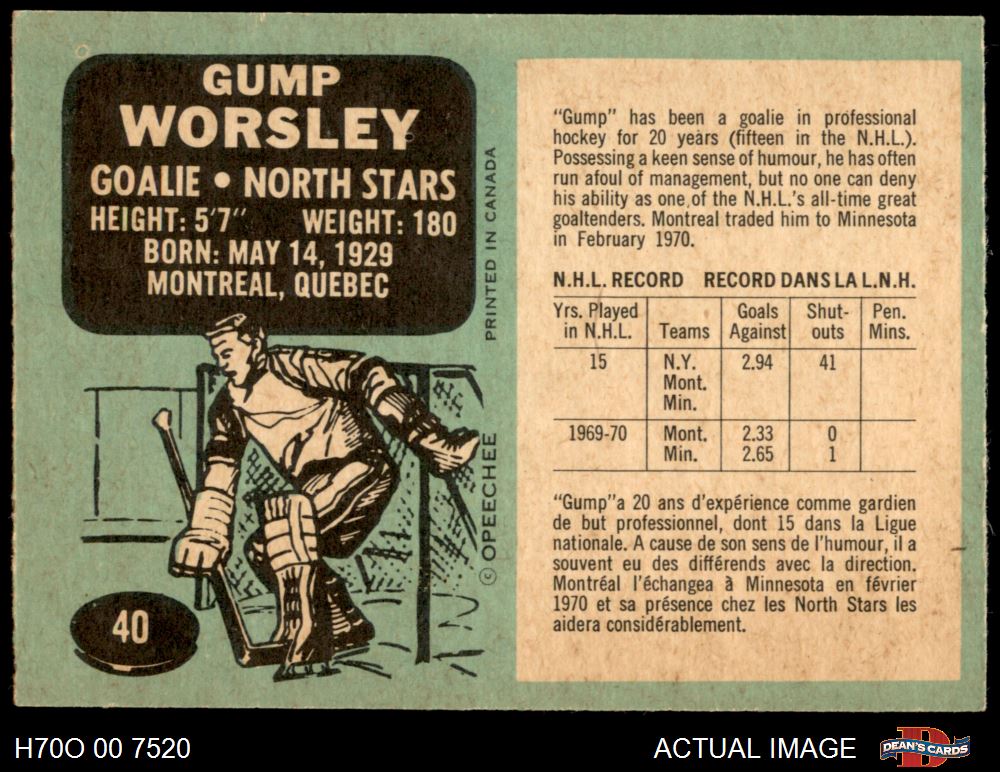 GUMP
WORSLEY
GOALIE • NORTH STARS
HEIGHT: 5'7" WEIGHT: 180
BORN: MAY 14, 1929
MONTREAL, QUEBEC
PRINTED IN CANADA
© OPEECHEE
40
"Gump" has been a goalie in professional
hockey for 20 years (fifteen in the N.H.L.).
Possessing a keen sense of humour, he has often
run afoul of management, but no one can deny
his ability as one of the N.H.L.'s all-time great
goaltenders. Montreal traded him to Minnesota
in February 1970.
N.H.L. RECORD RECORD DANS LA L.N.H.
Yrs. Played Goals Shut- Pen.
in N.H.L. Teams Against outs Mins.
15 N.Y. 2.94 41
Mont.
Min.
1969-70 Mont. 2.33 0
Min. 2.65 1
"Gump" a 20 ans d'expérience comme gardien
de but professionnel, dont 15 dans la Ligue
nationale. A cause de son sens de l'humour, il a
souvent eu des différends avec la direction.
Montréal l'échangea à Minnesota en février
1970 et sa présence chez les North Stars les
aidera considérablement.
H70O 00 7520 ACTUAL IMAGE D DEAN'S CARDS